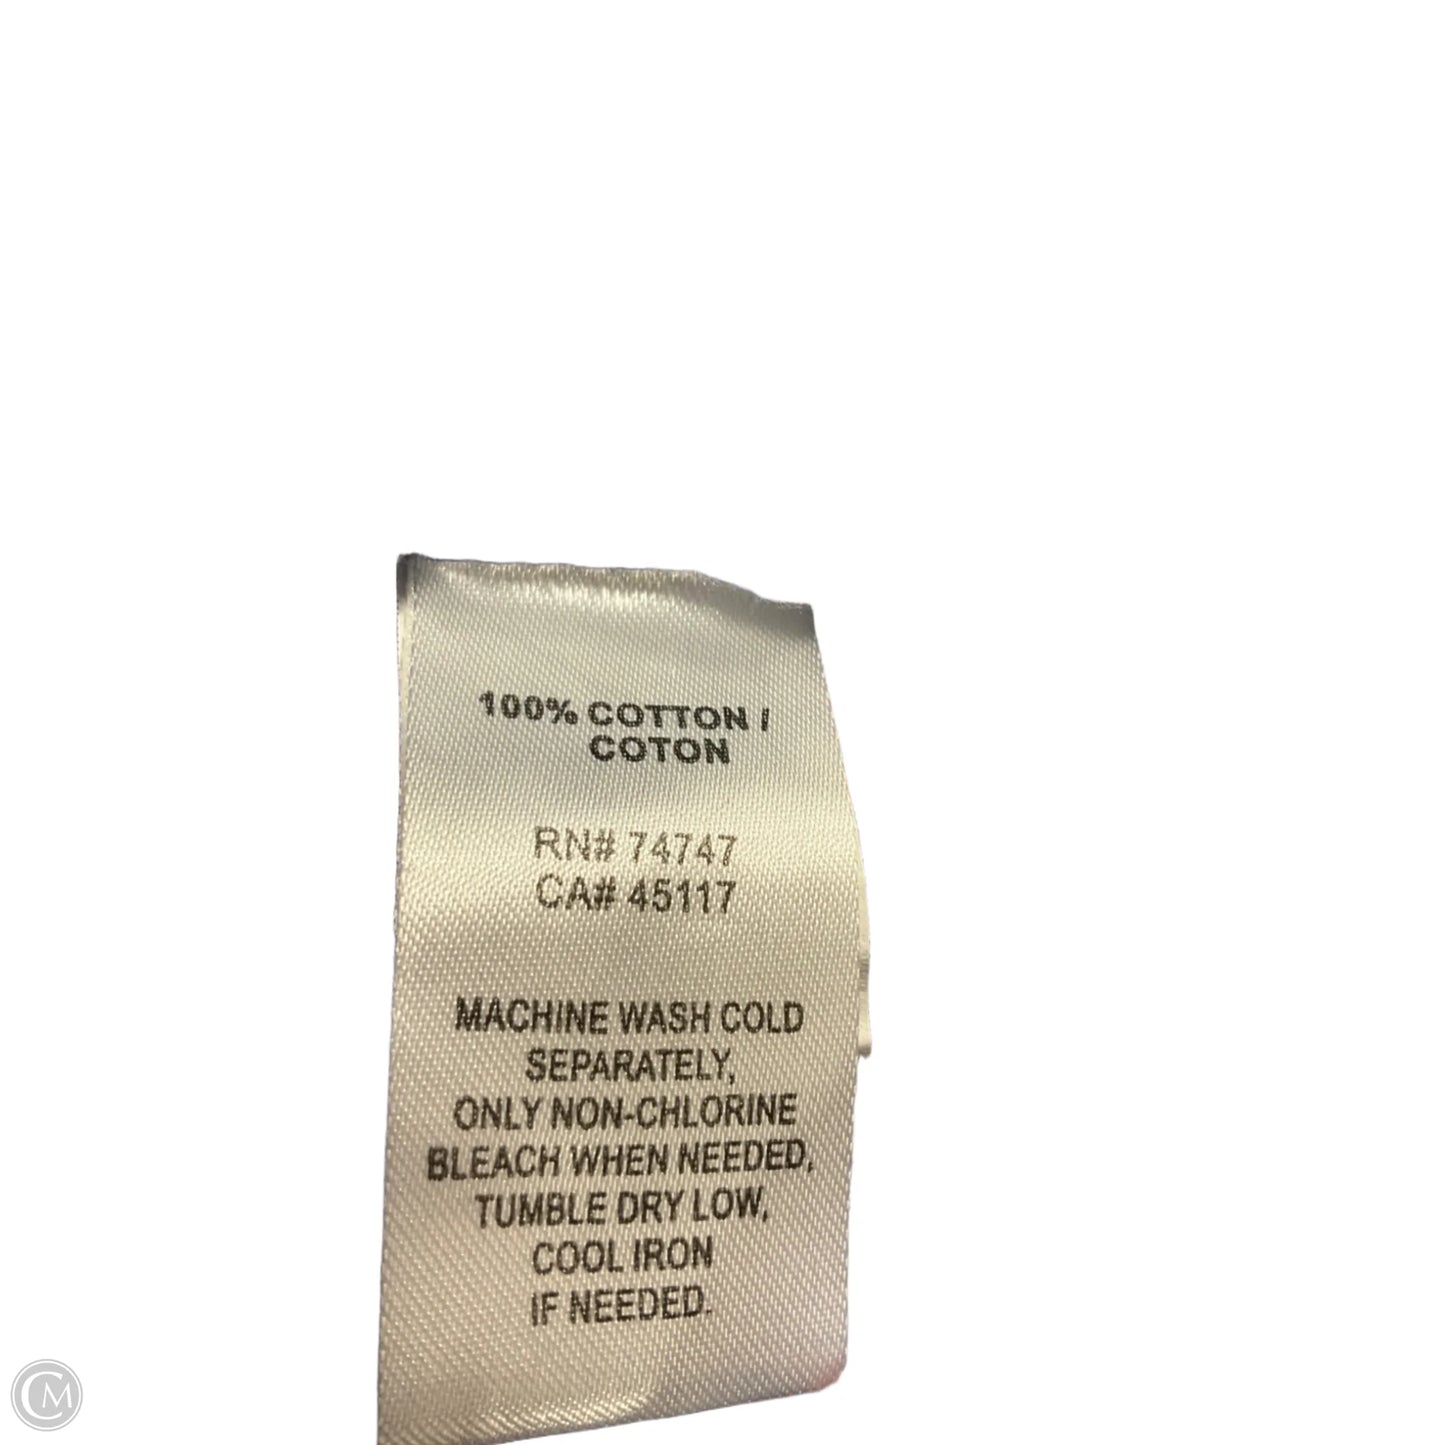 100% COTTON /
COTON
RN# 74747
CA# 45117
MACHINE WASH COLD
SEPARATELY,
ONLY NON-CHLORINE
BLEACH WHEN NEEDED,
TUMBLE DRY LOW,
COOL IRON
IF NEEDED.
CM